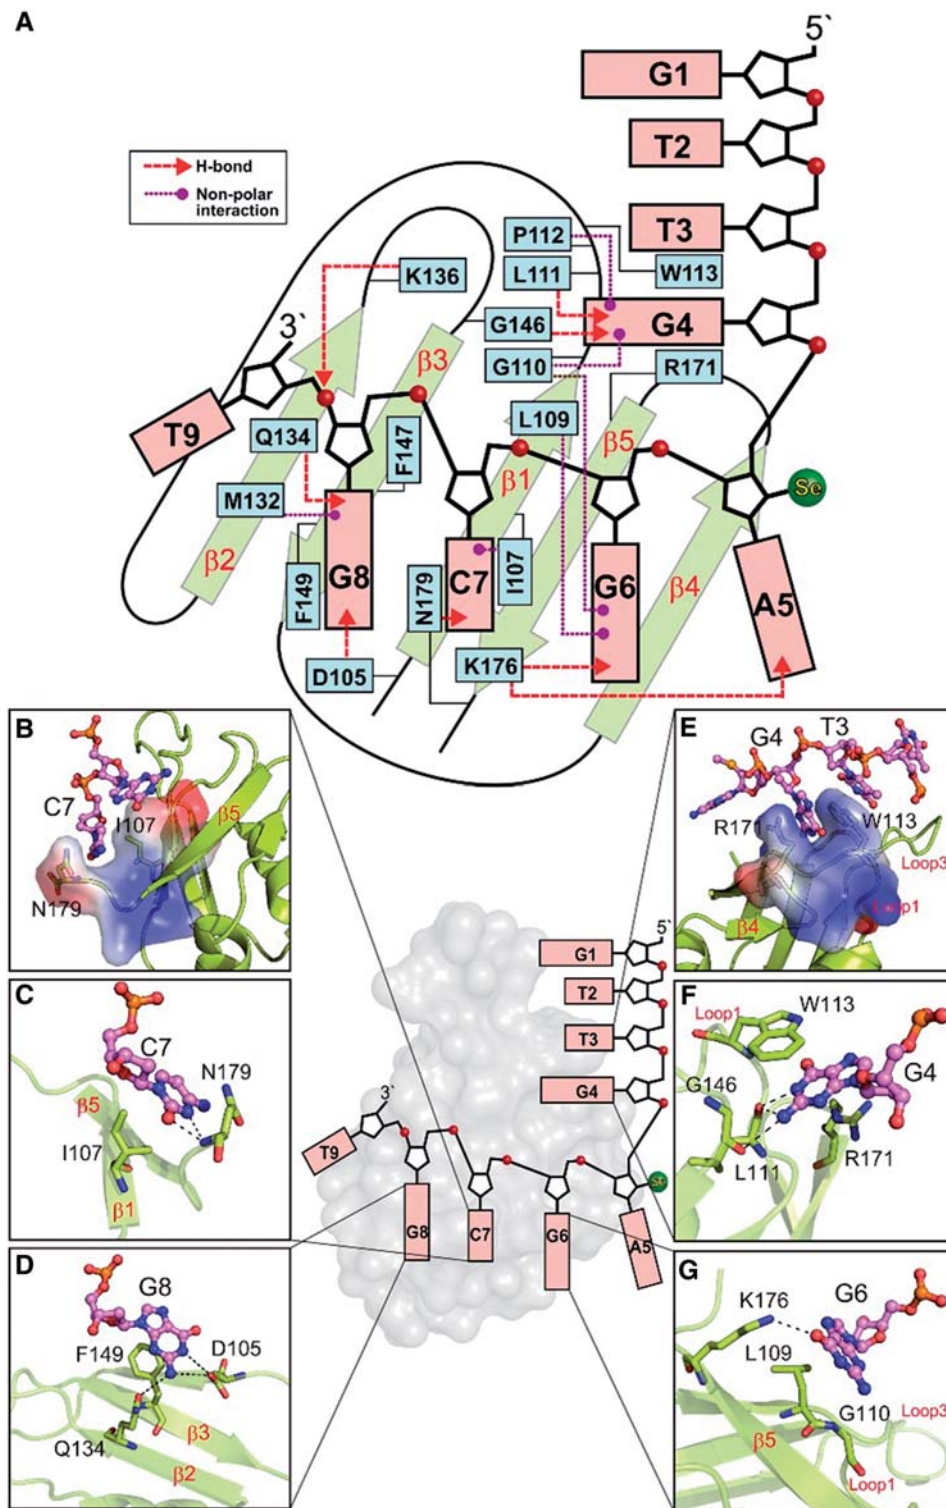 A
5`
G1
T2
H-bond
Non-polar
interaction
P112
T3
K136
L111
W113
G146
G4
3`
β3
G110
R171
T9
Q134
F147
L109
β5
β1
Se
M132
β2
G8
C7
I107
G6
β4
A5
F149
N179
D105
K176
B
C7
I107
β5
N179
E
T3
G4
R171
W113
Loop3
β4
Loop1
C
C7
N179
β5
I107
β1
5`
G1
T2
T3
G4
3`
T9
Se
G8
C7
G6
A5
F
W113
Loop1
G4
G146
L111
R171
D
G8
F149
D105
Q134
β3
β2
G
K176
G6
L109
G110
Loop3
β5
Loop1